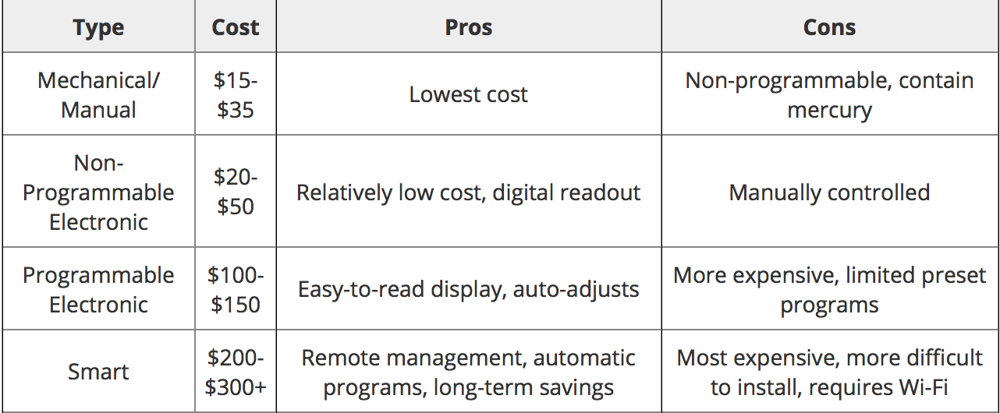 Type Cost Pros Cons
Mechanical/
Manual
$15-
$35
Lowest cost
Non-programmable, contain
mercury
Non-
Programmable
Electronic
$20-
$50
Relatively low cost, digital readout
Manually controlled
Programmable
Electronic
$100-
$150
Easy-to-read display, auto-adjusts
More expensive, limited preset
programs
Smart
$200-
$300+
Remote management, automatic
programs, long-term savings
Most expensive, more difficult
to install, requires Wi-Fi